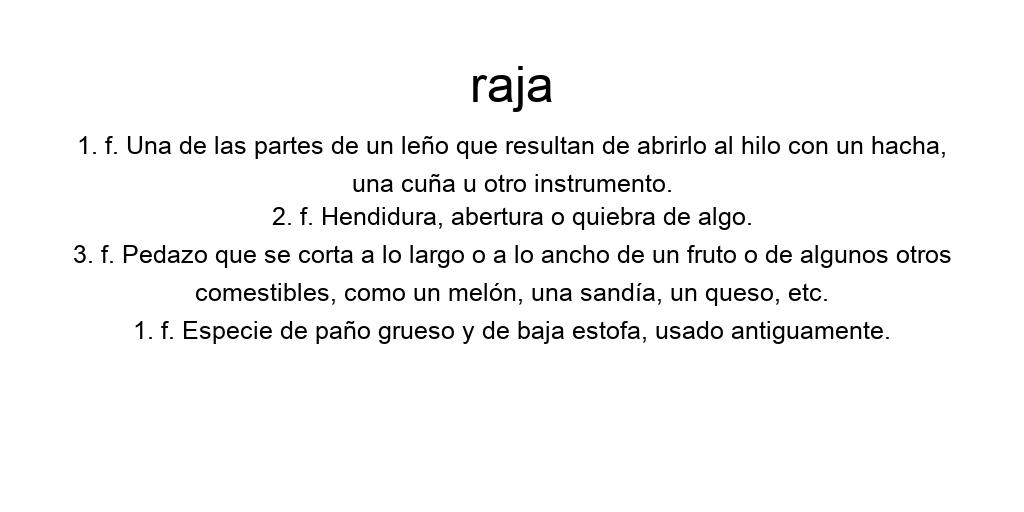 raja
1. f. Una de las partes de un leño que resultan de abrirlo al hilo con un hacha,
una cuña u otro instrumento.
2. f. Hendidura, abertura o quiebra de algo.
3. f. Pedazo que se corta a lo largo o a lo ancho de un fruto o de algunos otros
comestibles, como un melón, una sandía, un queso, etc.
1. f. Especie de paño grueso y de baja estofa, usado antiguamente.